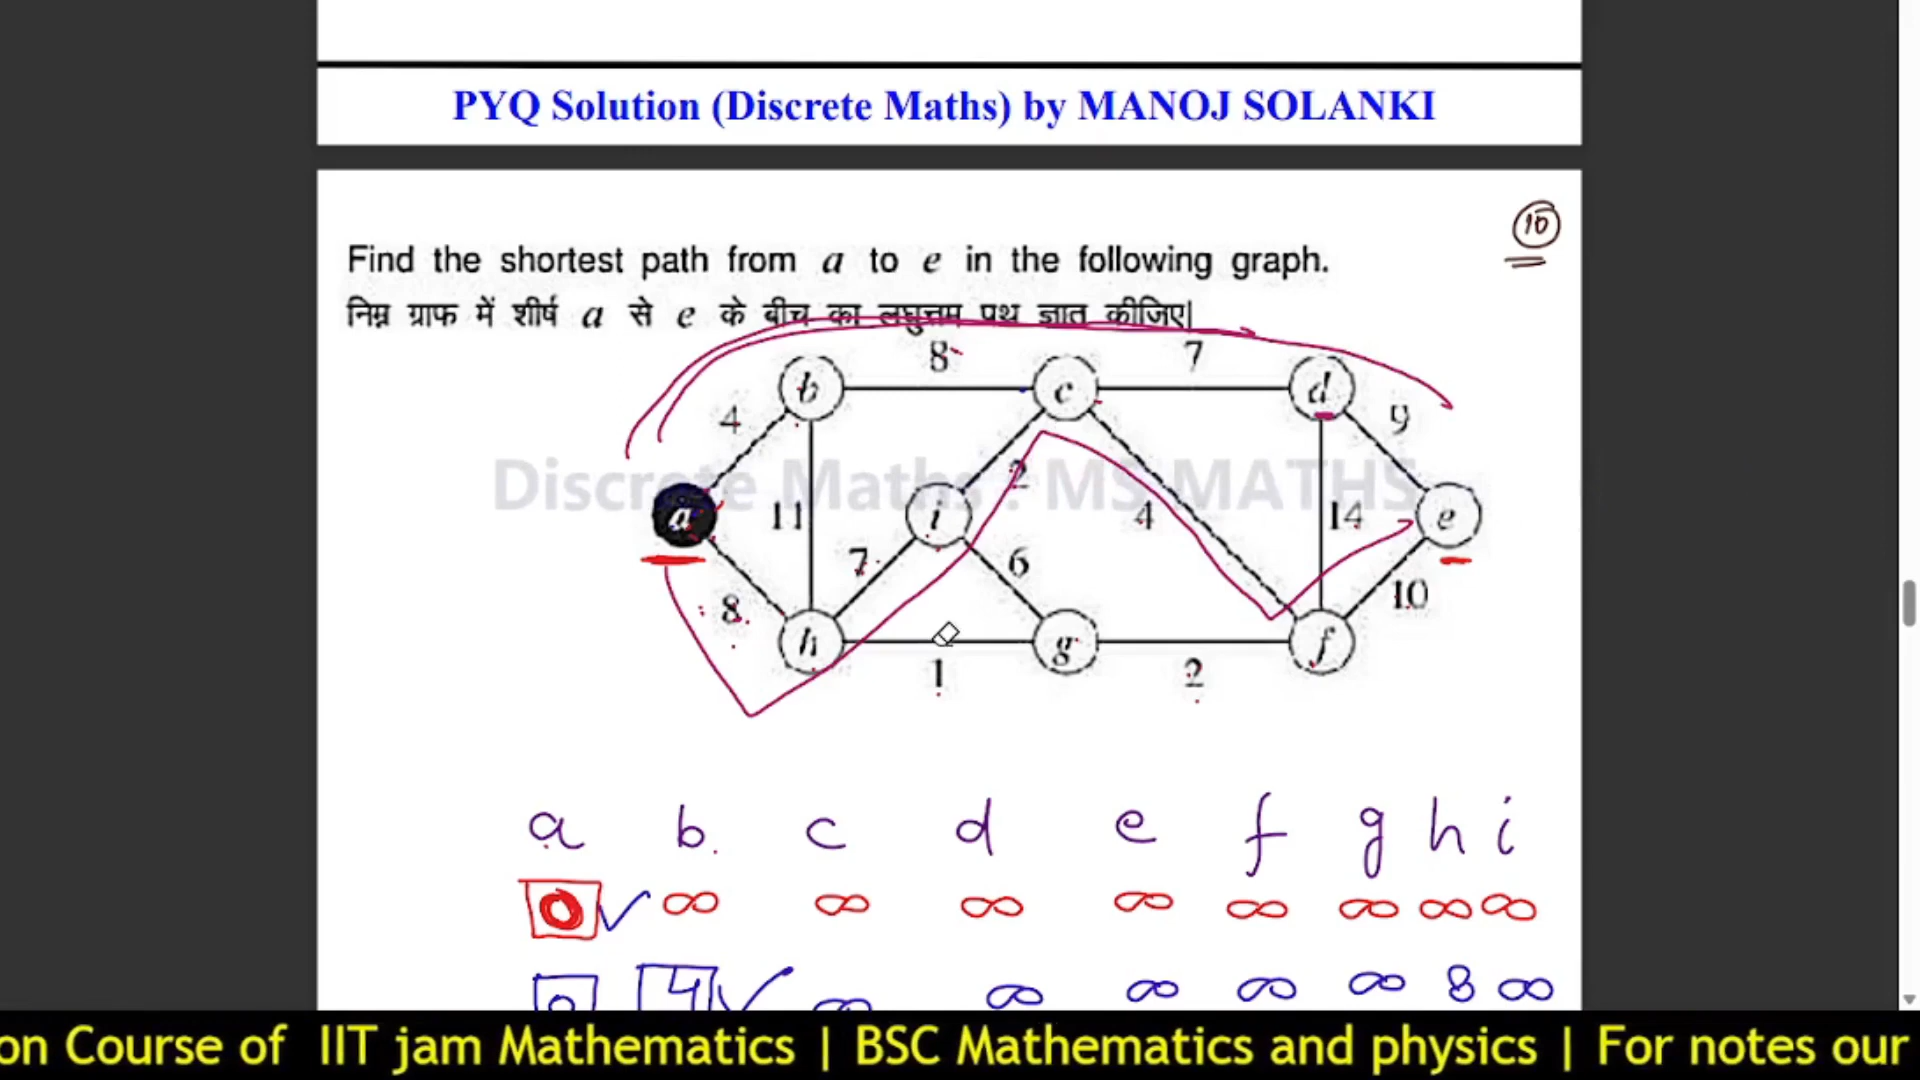 PYQ Solution (Discrete Maths) by MANOJ SOLANKI
10
Find the shortest path from a to e in the following graph.
निम्न ग्राफ में शीर्ष a से e के बीच का लघुत्तम पथ ज्ञात कीजिए|
8 7
b c d
4 9
2
Discrete Maths : MS MATHS
a 11 i 4 14 e
7 6
8 10
h g f
1 2
a b. c d e f g h i
0 ∞ ∞ ∞ ∞ ∞ ∞ ∞ ∞
0 4 ∞ ∞ ∞ ∞ ∞ 8 ∞
on Course of IIT jam Mathematics | BSC Mathematics and physics | For notes our